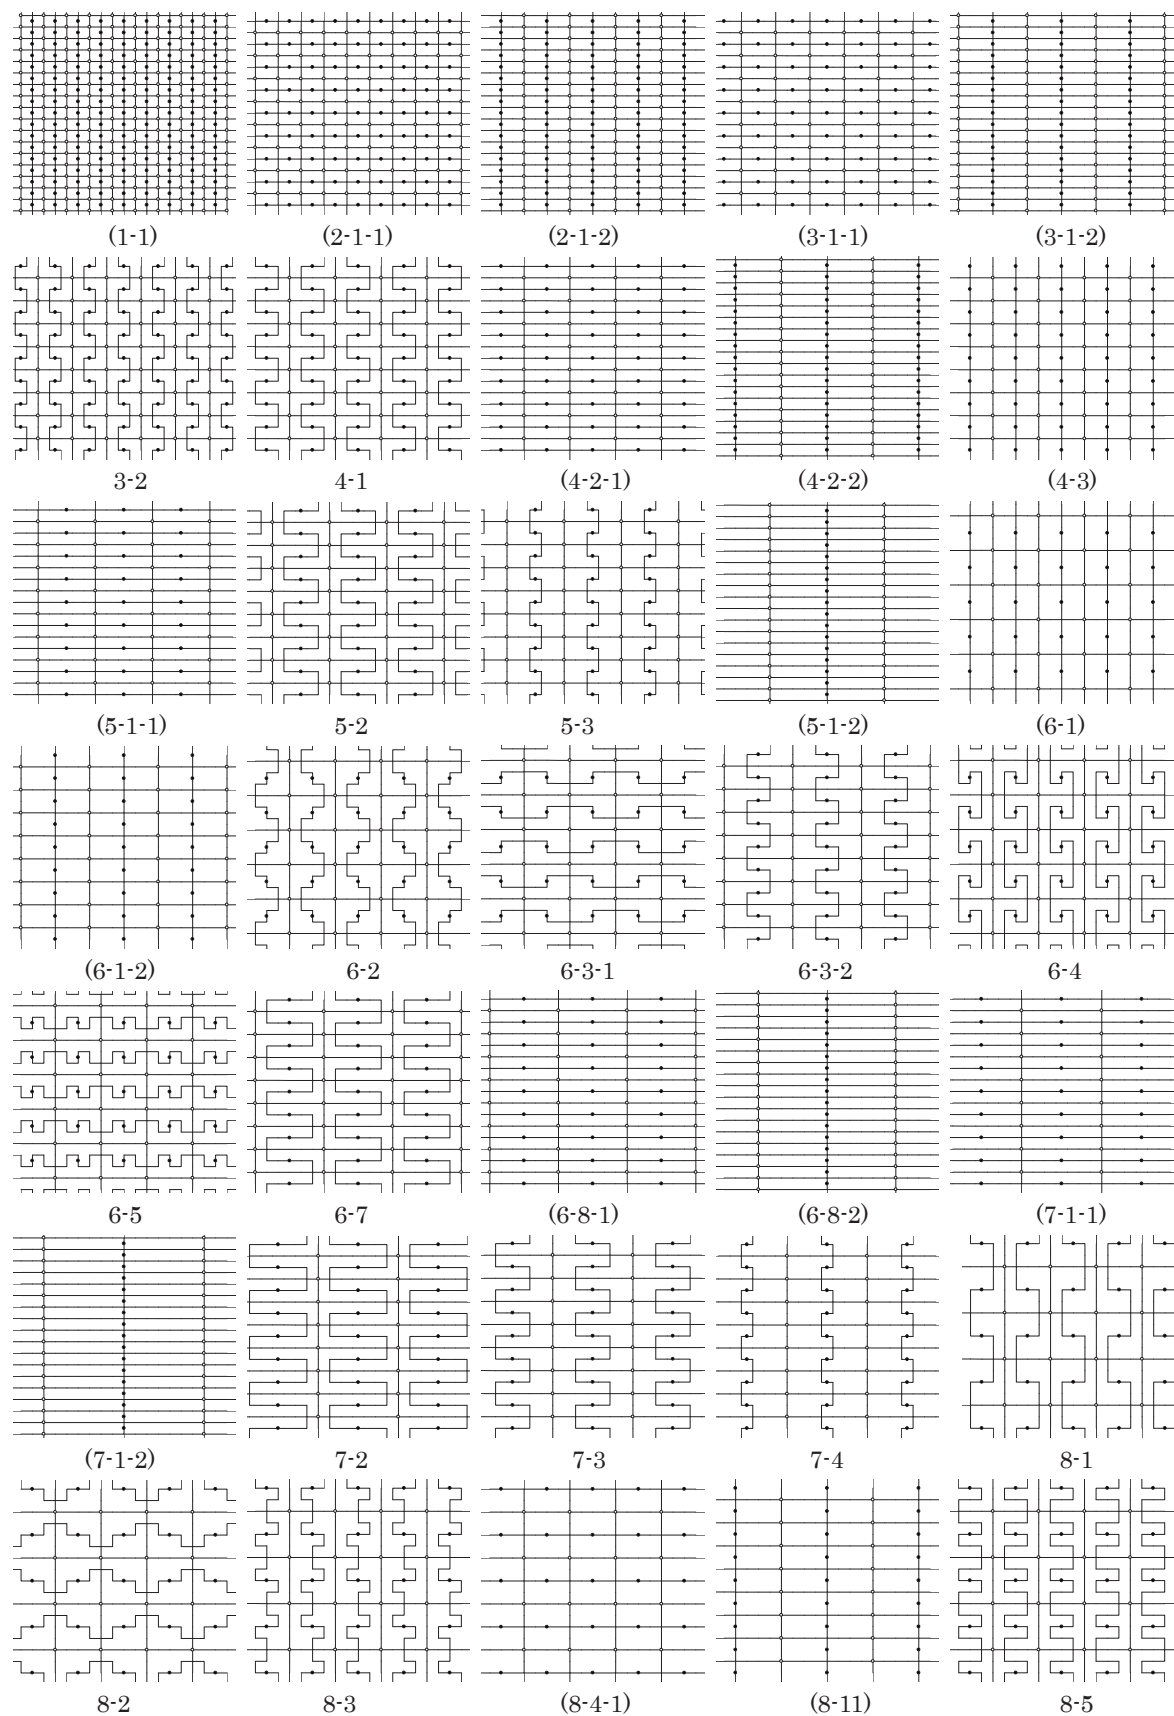 (1-1) (2-1-1) (2-1-2) (3-1-1) (3-1-2)
3-2 4-1 (4-2-1) (4-2-2) (4-3)
(5-1-1) 5-2 5-3 (5-1-2) (6-1)
(6-1-2) 6-2 6-3-1 6-3-2 6-4
6-5 6-7 (6-8-1) (6-8-2) (7-1-1)
(7-1-2) 7-2 7-3 7-4 8-1
8-2 8-3 (8-4-1) (8-11) 8-5